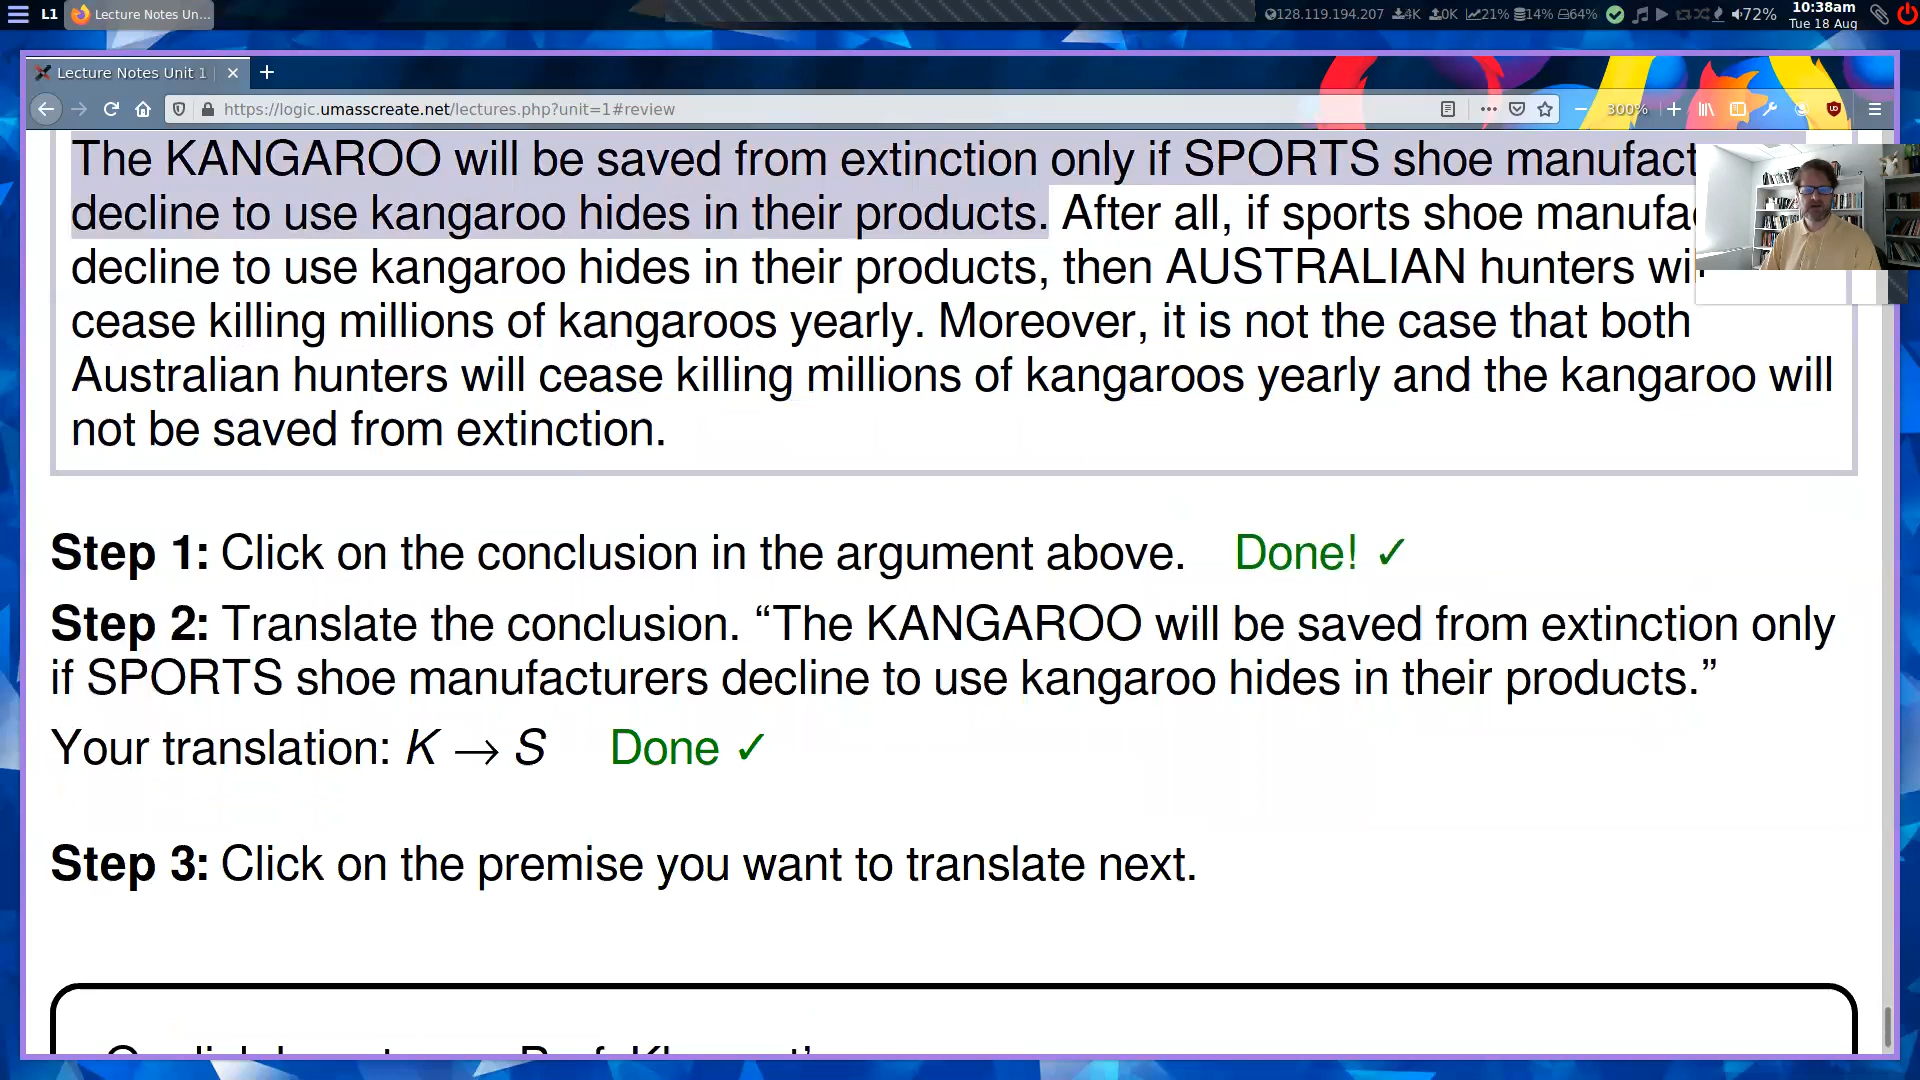 L1 Lecture Notes Un... 128.119.194.207 4K 0K 21% 14% 64% 72% 10:38am
Tue 18 Aug
Lecture Notes Unit 1
https://logic.umasscreate.net/lectures.php?unit=1#review 300%
The KANGAROO will be saved from extinction only if SPORTS shoe
decline to use kangaroo hides in their products. After all, if sports shoe
decline to use kangaroo hides in their products, then AUSTRALIAN hunters
cease killing millions of kangaroos yearly. Moreover, it is not the case that both
Australian hunters will cease killing millions of kangaroos yearly and the kangaroo will
not be saved from extinction.
Step 1: Click on the conclusion in the argument above. Done! ✓
Step 2: Translate the conclusion. “The KANGAROO will be saved from extinction only
if SPORTS shoe manufacturers decline to use kangaroo hides in their products.”
Your translation: K → S Done ✓
Step 3: Click on the premise you want to translate next.